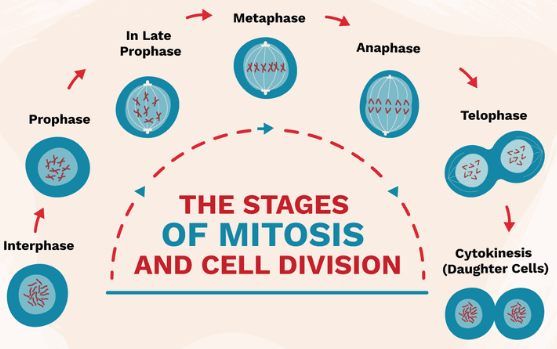 Interphase
Prophase
In Late
Prophase
Metaphase
Anaphase
Telophase
Cytokinesis
(Daughter Cells)
THE STAGES
OF MITOSIS
AND CELL DIVISION